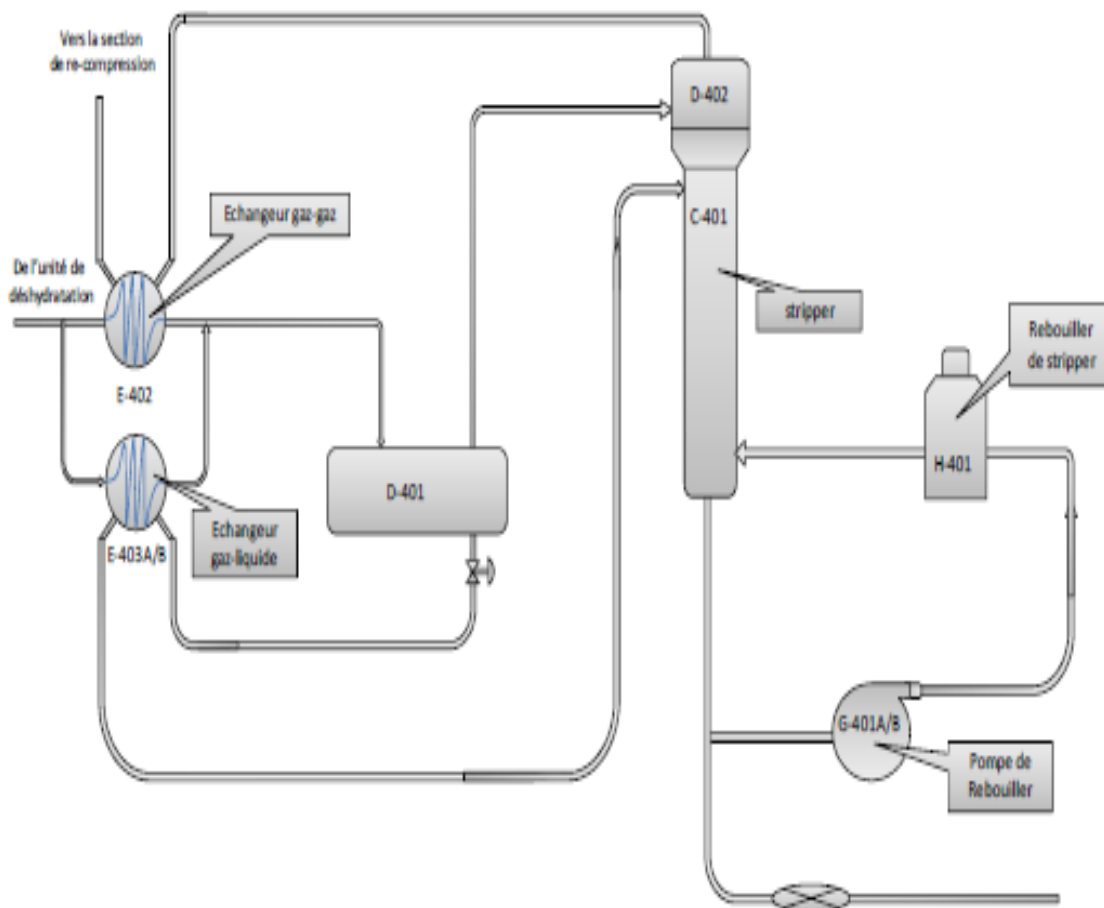 Vers la section
de re-compression
D-402
Echangeur gaz-gaz
C-401
De l'unité de
déshydratation
stripper
Rebouiller
de stripper
E-402
H-401
D-401
Echangeur
gaz-liquide
E-403A/B
G-401A/B
Pompe de
Rebouiller